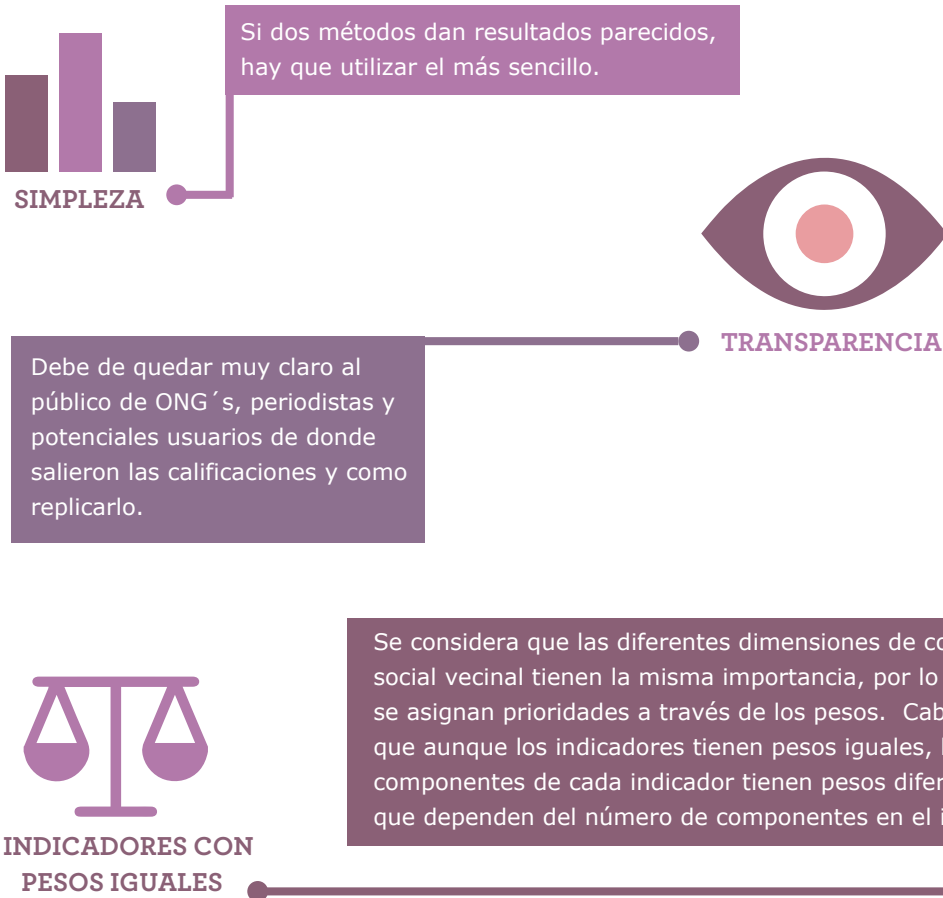 Si dos métodos dan resultados parecidos,
hay que utilizar el más sencillo.
SIMPLEZA
TRANSPARENCIA
Debe de quedar muy claro al
público de ONG´s, periodistas y
potenciales usuarios de donde
salieron las calificaciones y como
replicarlo.
Se considera que las diferentes dimensiones de
social vecinal tienen la misma importancia, por lo
se asignan prioridades a través de los pesos. 
que aunque los indicadores tienen pesos iguales,
componentes de cada indicador tienen pesos
que dependen del número de componentes en el
INDICADORES CON
PESOS IGUALES